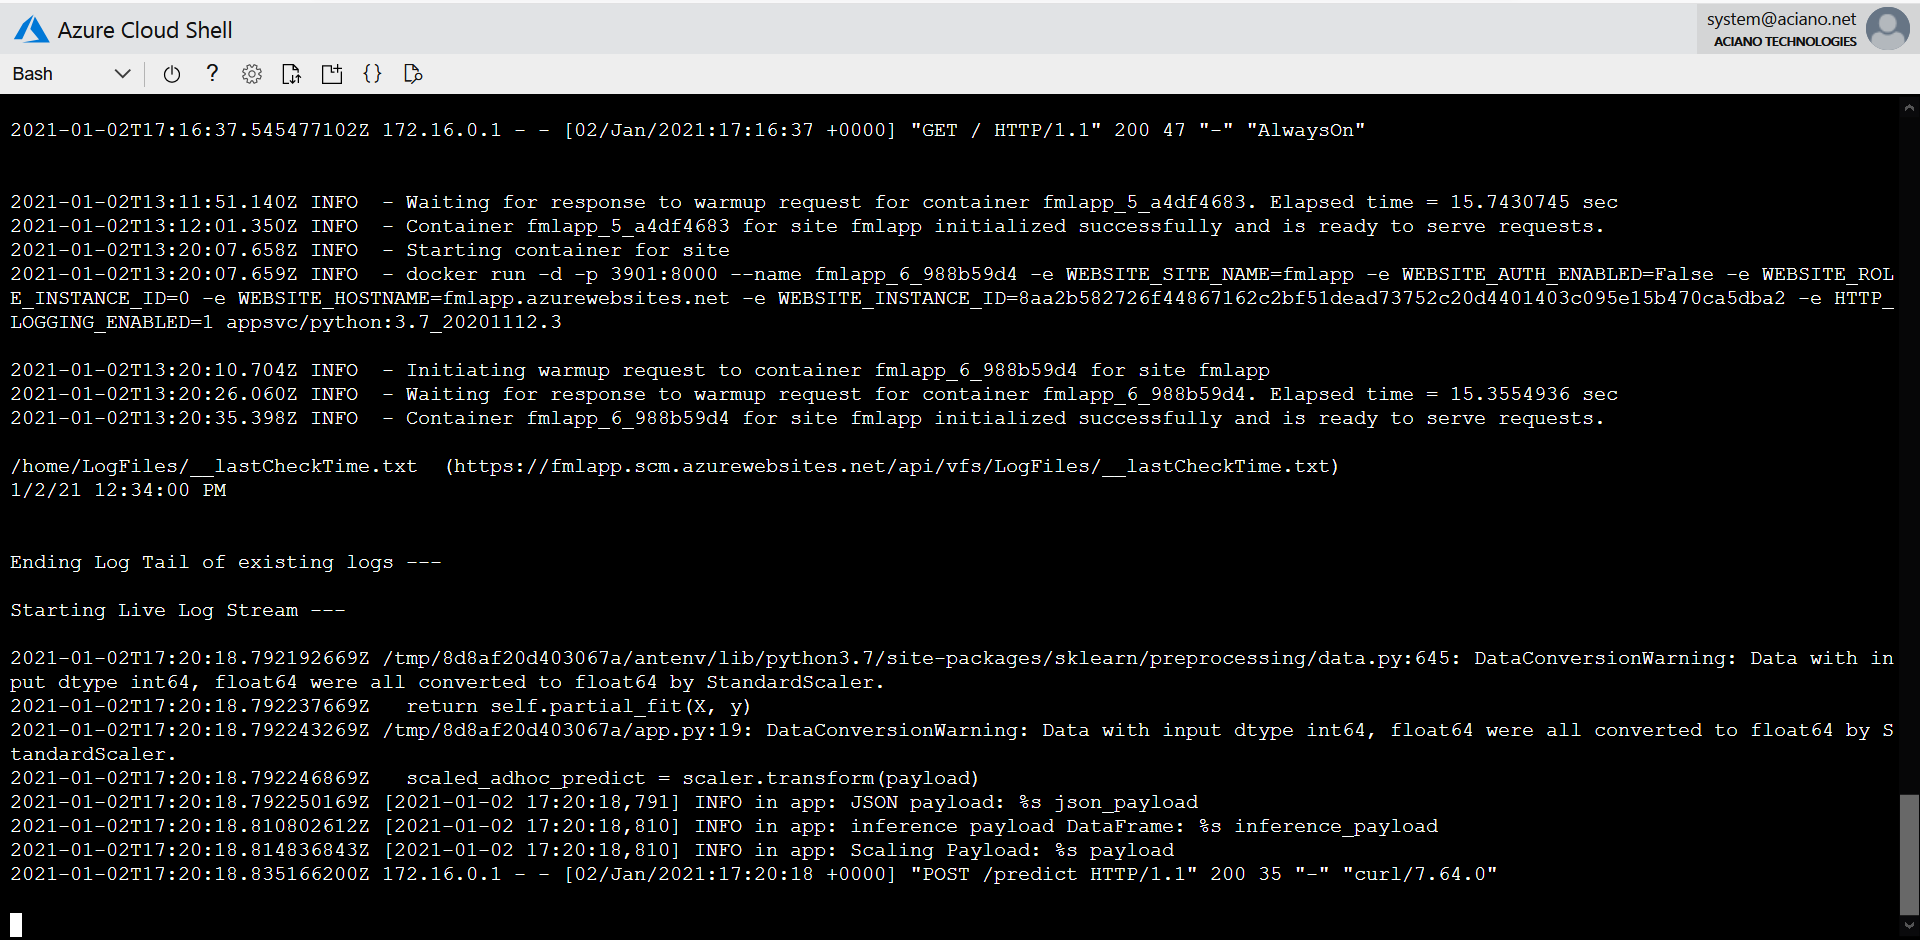 Azure Cloud Shell
system@aciano.net
ACIANO TECHNOLOGIES
Bash
2021-01-02T17:16:37.545477102Z 172.16.0.1 - - [02/Jan/2021:17:16:37 +0000] "GET / HTTP/1.1" 200 47 "-" "AlwaysOn"
2021-01-02T13:11:51.140Z INFO  - Waiting for response to warmup request for container fmlapp_5_a4df4683. Elapsed time = 15.7430745 sec
2021-01-02T13:12:01.350Z INFO  - Container fmlapp_5_a4df4683 for site fmlapp initialized successfully and is ready to serve requests.
2021-01-02T13:20:07.658Z INFO  - Starting container for site
2021-01-02T13:20:07.659Z INFO  - docker run -d -p 3901:8000 --name fmlapp_6_988b59d4 -e WEBSITE_SITE_NAME=fmlapp -e WEBSITE_AUTH_ENABLED=False -e WEBSITE_ROL
E_INSTANCE_ID=0 -e WEBSITE_HOSTNAME=fmlapp.azurewebsites.net -e WEBSITE_INSTANCE_ID=8aa2b582726f44867162c2bf51dead73752c20d4401403c095e15b470ca5dba2 -e HTTP_
LOGGING_ENABLED=1 appsvc/python:3.7_20201112.3
2021-01-02T13:20:10.704Z INFO  - Initiating warmup request to container fmlapp_6_988b59d4 for site fmlapp
2021-01-02T13:20:26.060Z INFO  - Waiting for response to warmup request for container fmlapp_6_988b59d4. Elapsed time = 15.3554936 sec
2021-01-02T13:20:35.398Z INFO  - Container fmlapp_6_988b59d4 for site fmlapp initialized successfully and is ready to serve requests.
/home/LogFiles/__lastCheckTime.txt  (https://fmlapp.scm.azurewebsites.net/api/vfs/LogFiles/__lastCheckTime.txt)
1/2/21 12:34:00 PM
Ending Log Tail of existing logs ---
Starting Live Log Stream ---
2021-01-02T17:20:18.792192669Z /tmp/8d8af20d403067a/antenv/lib/python3.7/site-packages/sklearn/preprocessing/data.py:645: DataConversionWarning: Data with in
put dtype int64, float64 were all converted to float64 by StandardScaler.
2021-01-02T17:20:18.792237669Z   return self.partial_fit(X, y)
2021-01-02T17:20:18.792243269Z /tmp/8d8af20d403067a/app.py:19: DataConversionWarning: Data with input dtype int64, float64 were all converted to float64 by S
tandardScaler.
2021-01-02T17:20:18.792246869Z   scaled_adhoc_predict = scaler.transform(payload)
2021-01-02T17:20:18.792250169Z [2021-01-02 17:20:18,791] INFO in app: JSON payload: %s json_payload
2021-01-02T17:20:18.810802612Z [2021-01-02 17:20:18,810] INFO in app: inference payload DataFrame: %s inference_payload
2021-01-02T17:20:18.814836843Z [2021-01-02 17:20:18,810] INFO in app: Scaling Payload: %s payload
2021-01-02T17:20:18.835166200Z 172.16.0.1 - - [02/Jan/2021:17:20:18 +0000] "POST /predict HTTP/1.1" 200 35 "-" "curl/7.64.0"